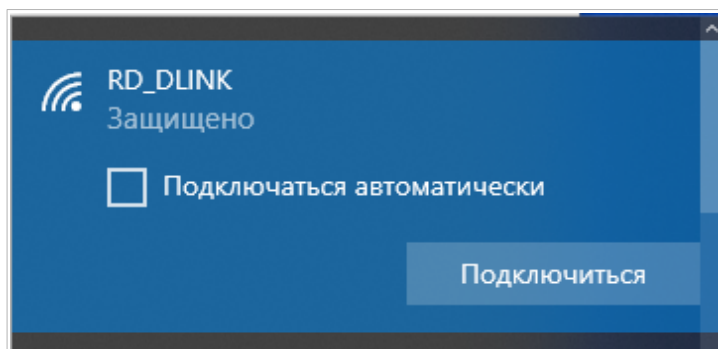 RD_DLINK
Защищено
Подключаться автоматически
Подключиться